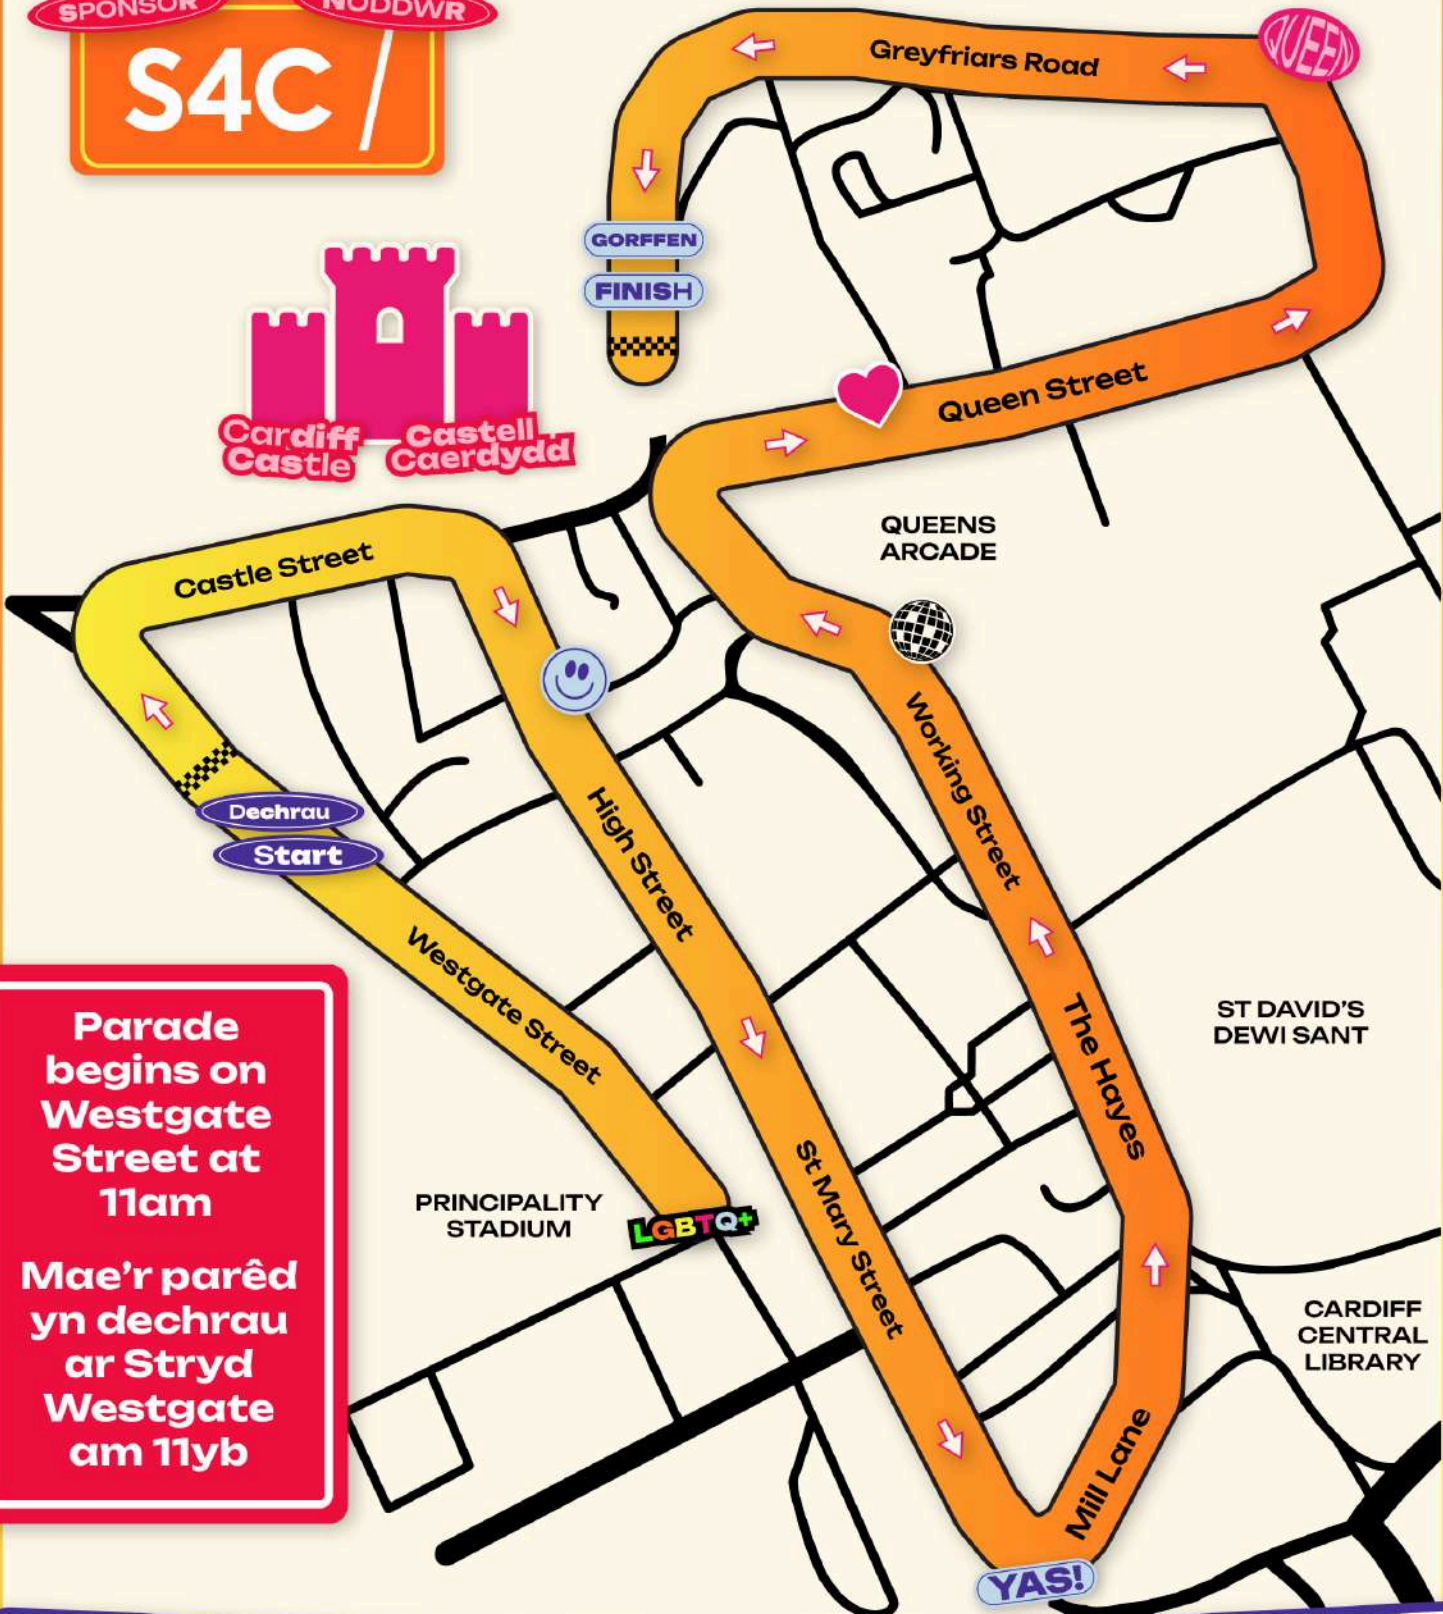 SPONSOR
NODDWR
S4C
QUEEN
Greyfriars Road
GORFFEN
FINISH
Cardiff
Castle
Castell
Caerdydd
Queen Street
Castle Street
QUEENS
ARCADE
Working Street
Dechrau
Start
High Street
Westgate Street
Parade
begins on
Westgate
Street at
11am
Mae'r parêd
yn dechrau
ar Stryd
Westgate
am 11yb
The Hayes
ST DAVID'S
DEWI SANT
PRINCIPALITY
STADIUM
LGBTQ+
St Mary Street
CARDIFF
CENTRAL
LIBRARY
Mill Lane
YAS!